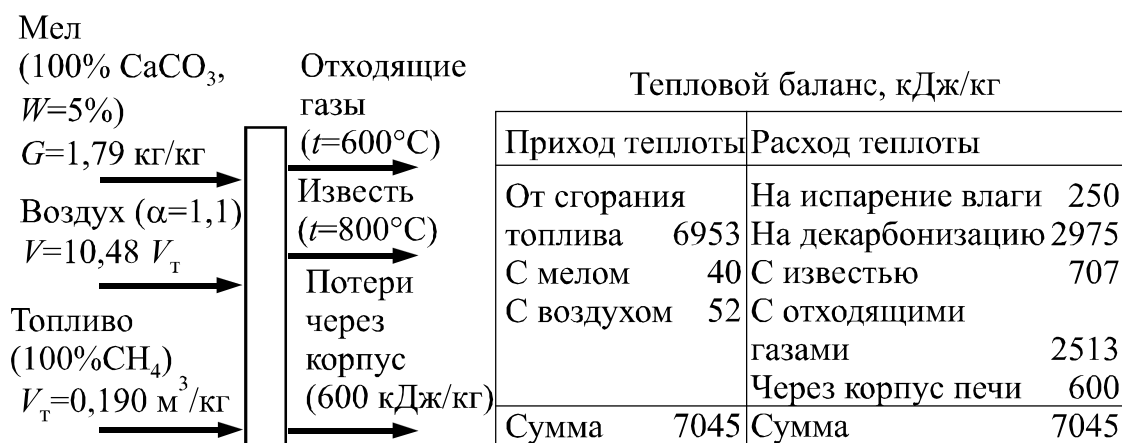 Мел
(100% CaCO₃,
W=5%)
G=1,79 кг/кг
Воздух (α=1,1)
V=10,48 Vт
Топливо
(100%CH₄)
Vт=0,190 м³/кг
Отходящие
газы
(t=600°C)
Известь
(t=800°C)
Потери
через
корпус
(600 кДж/кг)
Тепловой баланс, кДж/кг
Приход теплоты Расход теплоты
От сгорания На испарение влаги 250
топлива 6953 На декарбонизацию 2975
С мелом 40 С известью 707
С воздухом 52 С отходящими
газами 2513
Через корпус печи 600
Сумма 7045 Сумма 7045